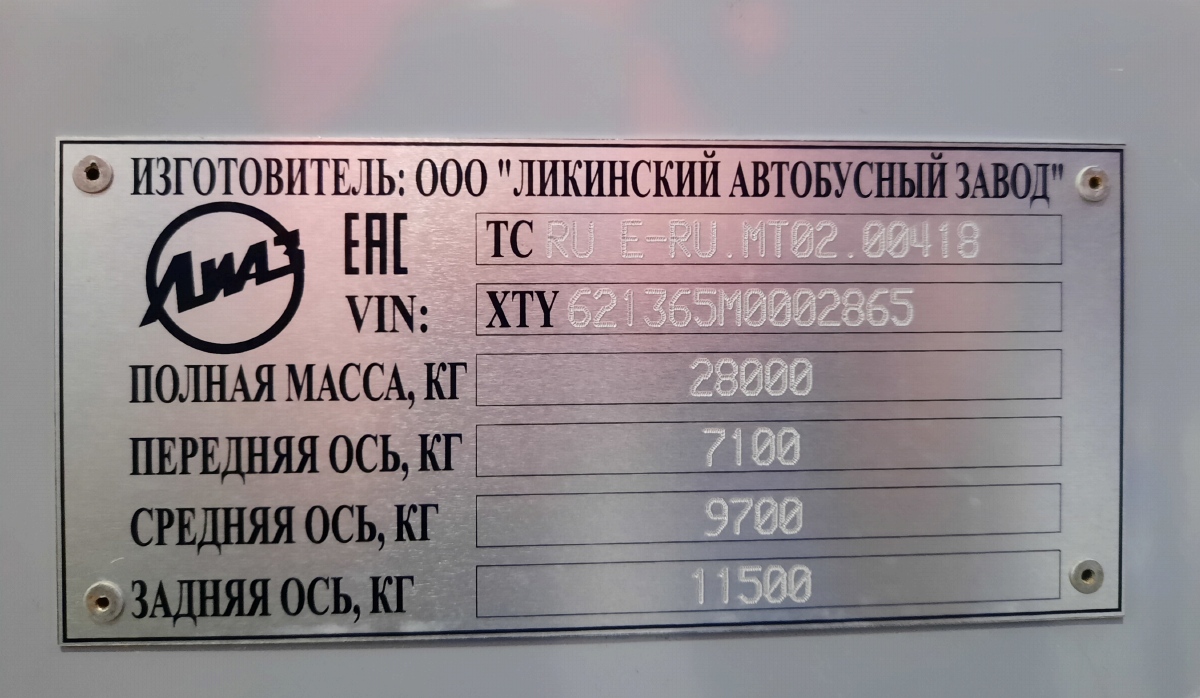 ИЗГОТОВИТЕЛЬ: ООО "ЛИКИНСКИЙ АВТОБУСНЫЙ ЗАВОД"
ЛиАЗ
ЕАС
ТС RU E-RU.MT02.00418
VIN: XTY621365M0002865
ПОЛНАЯ МАССА, КГ 28000
ПЕРЕДНЯЯ ОСЬ, КГ 7100
СРЕДНЯЯ ОСЬ, КГ 9700
ЗАДНЯЯ ОСЬ, КГ 11500